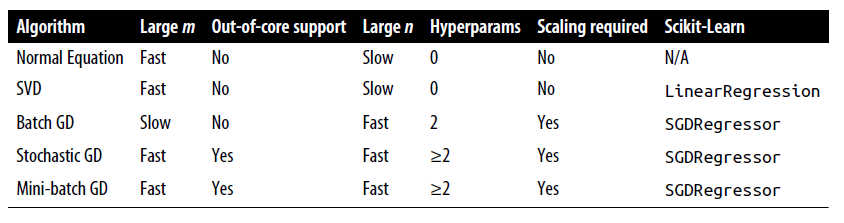 Algorithm Large m Out-of-core support Large n Hyperparams Scaling required Scikit-Learn
Normal Equation Fast No Slow 0 No N/A
SVD Fast No Slow 0 No LinearRegression
Batch GD Slow No Fast 2 Yes SGDRegressor
Stochastic GD Fast Yes Fast ≥2 Yes SGDRegressor
Mini-batch GD Fast Yes Fast ≥2 Yes SGDRegressor